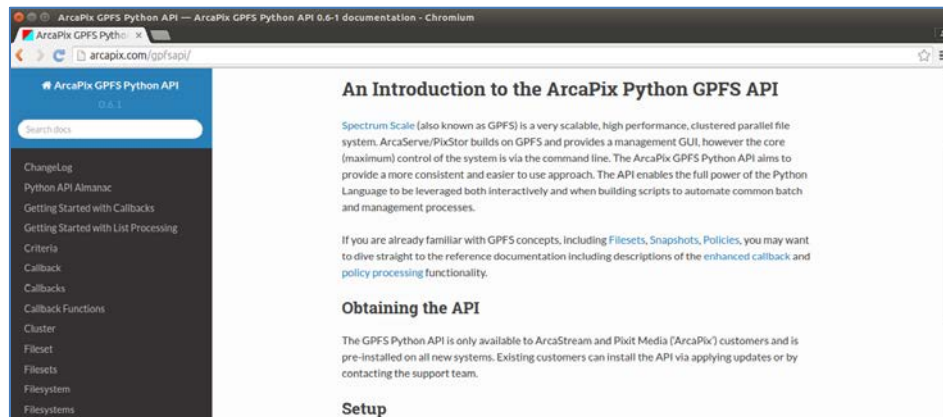 ArcaPix GPFS Python API — ArcaPix GPFS Python API 0.6-1 documentation - Chromium
ArcaPix GPFS Pytho
arcapix.com/gpfsapi/
ArcaPix GPFS Python API
0.6.1
Search docs
ChangeLog
Python API Almanac
Getting Started with Callbacks
Getting Started with List Processing
Criteria
Callback
Callbacks
Callback Functions
Cluster
Fileset
Filesets
Filesystem
Filesystems
An Introduction to the ArcaPix Python GPFS API
Spectrum Scale (also known as GPFS) is a very scalable, high performance, clustered parallel file
system. ArcaServe/PixStor builds on GPFS and provides a management GUI, however the core
(maximum) control of the system is via the command line. The ArcaPix GPFS Python API aims to
provide a more consistent and easier to use approach. The API enables the full power of the Python
Language to be leveraged both interactively and when building scripts to automate common batch
and management processes.
If you are already familiar with GPFS concepts, including Filesets, Snapshots, Policies, you may want
to dive straight to the reference documentation including descriptions of the enhanced callback and
policy processing functionality.
Obtaining the API
The GPFS Python API is only available to ArcaStream and Pixit Media ('ArcaPix') customers and is
pre-installed on all new systems. Existing customers can install the API via applying updates or by
contacting the support team.
Setup